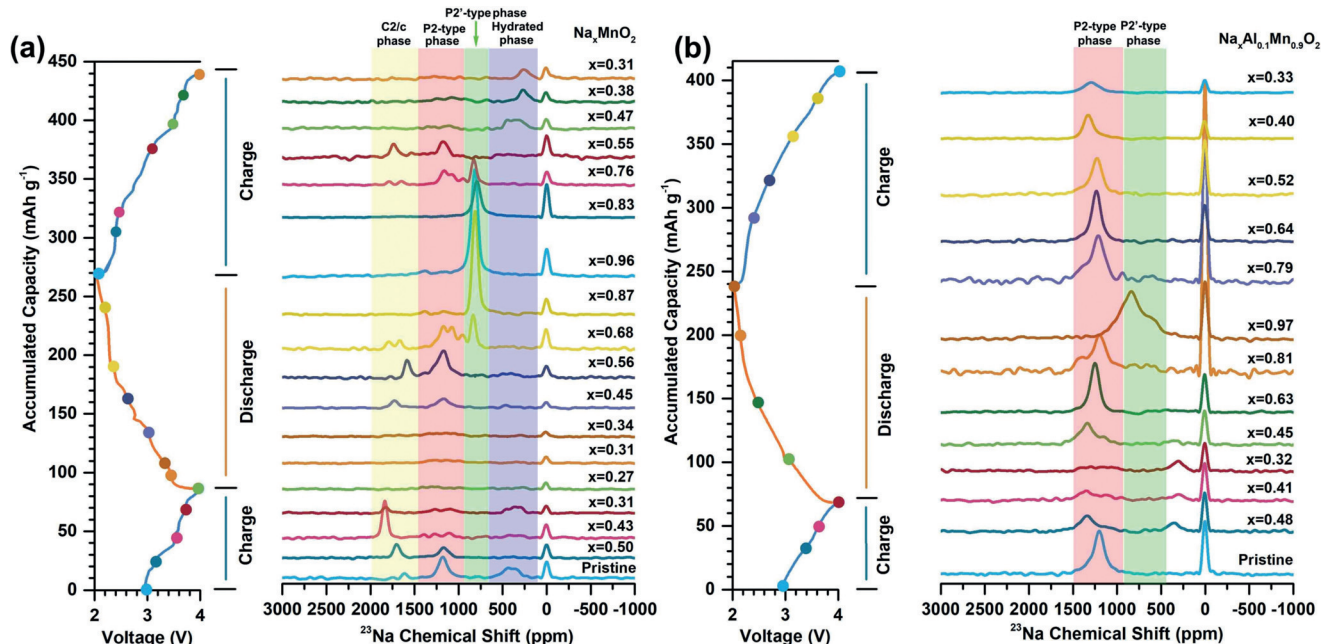 (a)
C2/c phase
P2-type phase
P2'-type phase
Hydrated phase
NaxMnO2
Accumulated Capacity (mAh g-1)
450
400
350
300
250
200
150
100
50
0
2 3 4
Voltage (V)
Charge
Discharge
Charge
x=0.31
x=0.38
x=0.47
x=0.55
x=0.76
x=0.83
x=0.96
x=0.87
x=0.68
x=0.56
x=0.45
x=0.34
x=0.31
x=0.27
x=0.31
x=0.43
x=0.50
Pristine
3000 2500 2000 1500 1000 500 0 -500 -1000
23Na Chemical Shift (ppm)
(b)
P2-type phase
P2'-type phase
NaxAl0.1Mn0.9O2
Accumulated Capacity (mAh g-1)
400
350
300
250
200
150
100
50
0
2 3 4
Voltage (V)
Charge
Discharge
Charge
x=0.33
x=0.40
x=0.52
x=0.64
x=0.79
x=0.97
x=0.81
x=0.63
x=0.45
x=0.32
x=0.41
x=0.48
Pristine
3000 2500 2000 1500 1000 500 0 -500 -1000
23Na Chemical Shift (ppm)